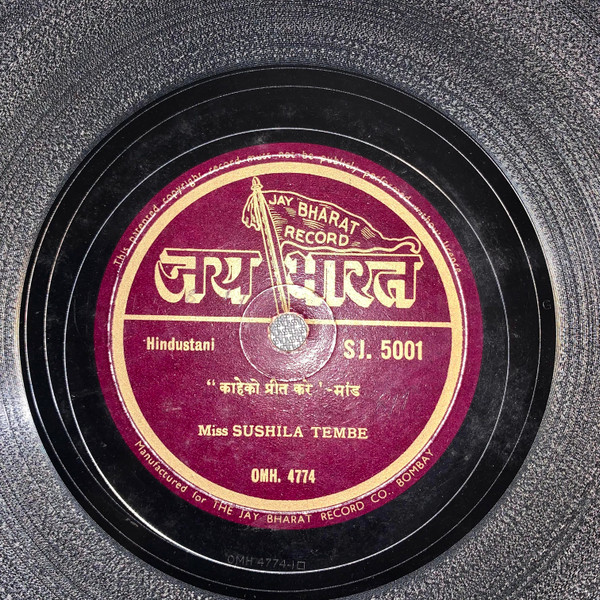 This patented copyright record must not be publicly performed without licence
JAY BHARAT
RECORD
जय भारत
Hindustani
SJ. 5001
“काहेको प्रीत करे ’-मांड
Miss SUSHILA TEMBE
OMH. 4774
Manufactured for THE JAY BHARAT RECORD CO., BOMBAY
OMH 4774-1□